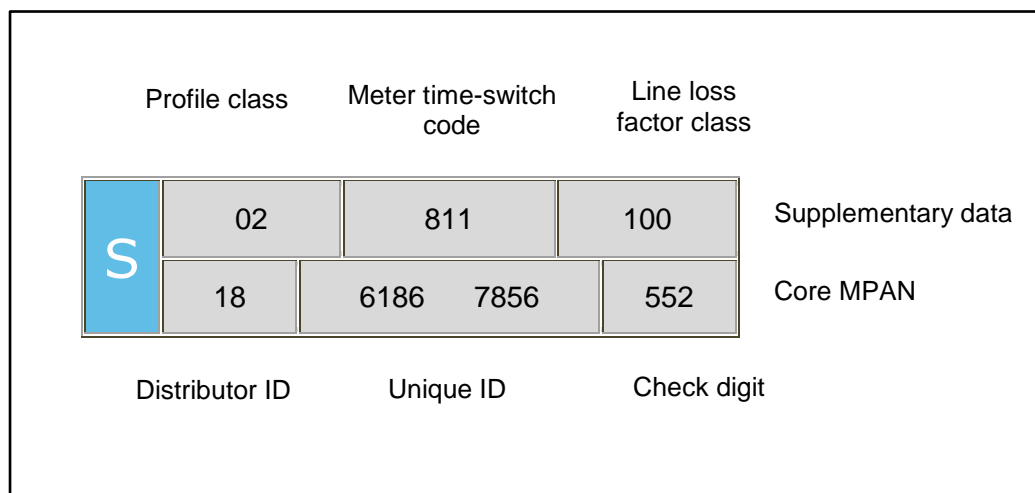 Profile class Meter time-switch code Line loss factor class
S 02 811 100 Supplementary data
18 6186 7856 552 Core MPAN
Distributor ID Unique ID Check digit